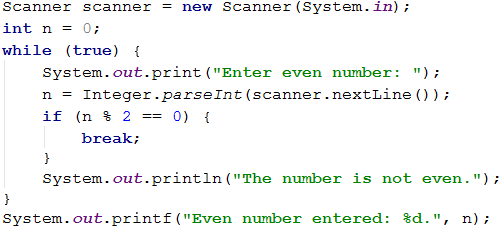 Scanner scanner = new Scanner(System.in);
int n = 0;
while (true) {
    System.out.print("Enter even number: ");
    n = Integer.parseInt(scanner.nextLine());
    if (n % 2 == 0) {
        break;
    }
    System.out.println("The number is not even.");
}
System.out.printf("Even number entered: %d.", n);